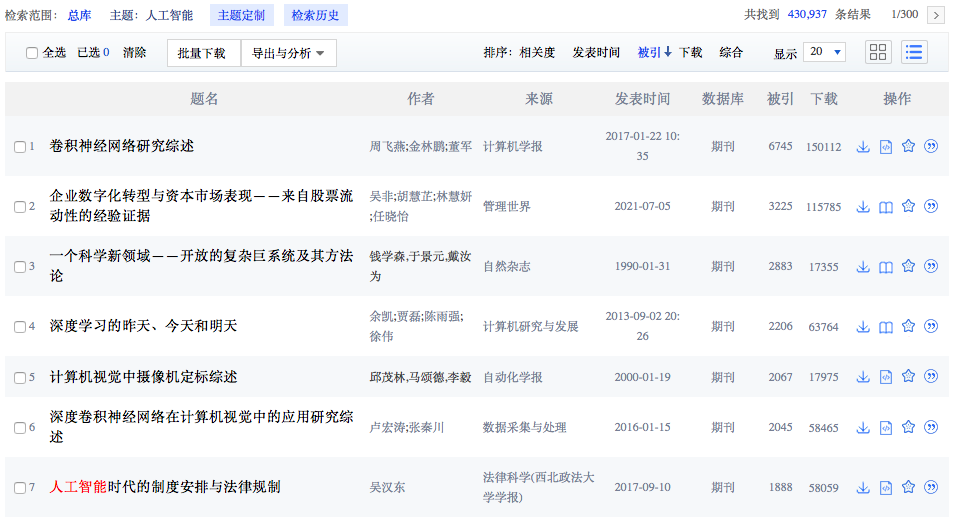 检索范围: 总库 主题: 人工智能 主题定制 检索历史 共找到 430,937 条结果 1/300 >
全选 已选 0 清除 批量下载 导出与分析 排序: 相关度 发表时间 被引 下载 综合 显示 20
题名 作者 来源 发表时间 数据库 被引 下载 操作
1 卷积神经网络研究综述 周飞燕;金林鹏;董军 计算机学报 2017-01-22 10:
35 期刊 6745 150112
2 企业数字化转型与资本市场表现——来自股票流
动性的经验证据 吴非;胡慧芷;林慧妍
;任晓怡 管理世界 2021-07-05 期刊 3225 115785
3 一个科学新领域——开放的复杂巨系统及其方法
论 钱学森,于景元,戴汝
为 自然杂志 1990-01-31 期刊 2883 17355
4 深度学习的昨天、今天和明天 余凯;贾磊;陈雨强;
徐伟 计算机研究与发展 2013-09-02 20:
26 期刊 2206 63764
5 计算机视觉中摄像机定标综述 邱茂林,马颂德,李毅 自动化学报 2000-01-19 期刊 2067 17975
6 深度卷积神经网络在计算机视觉中的应用研究综
述 卢宏涛;张秦川 数据采集与处理 2016-01-15 期刊 2045 58465
7 人工智能时代的制度安排与法律规制 吴汉东 法律科学(西北政法大
学学报) 2017-09-10 期刊 1888 58059